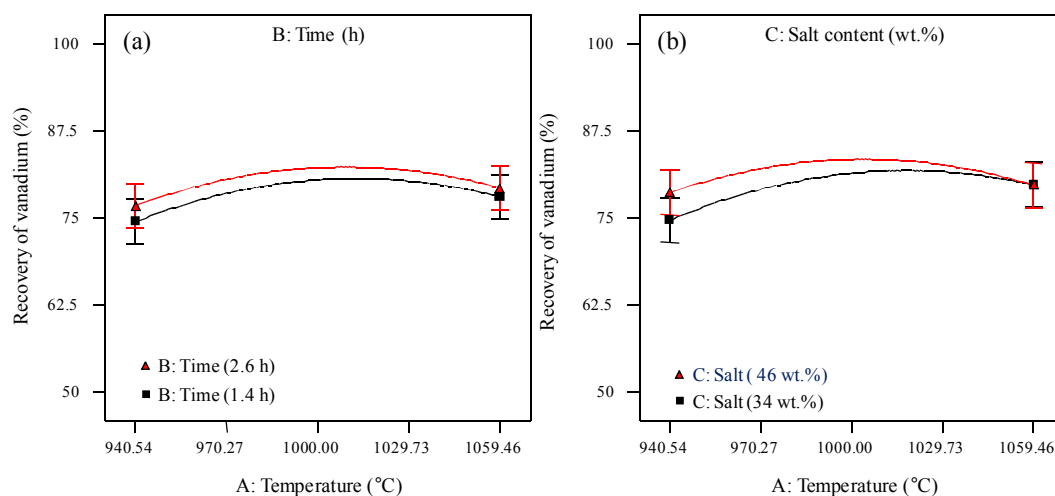 (a)
B: Time (h)
100
87.5
75
62.5
50
Recovery of vanadium (%)
B: Time (2.6 h)
B: Time (1.4 h)
940.54
970.27
1000.00
1029.73
1059.46
A: Temperature (°C)
(b)
C: Salt content (wt.%)
100
87.5
75
62.5
50
Recovery of vanadium (%)
C: Salt ( 46 wt.%)
C: Salt (34 wt.%)
940.54
970.27
1000.00
1029.73
1059.46
A: Temperature (°C)